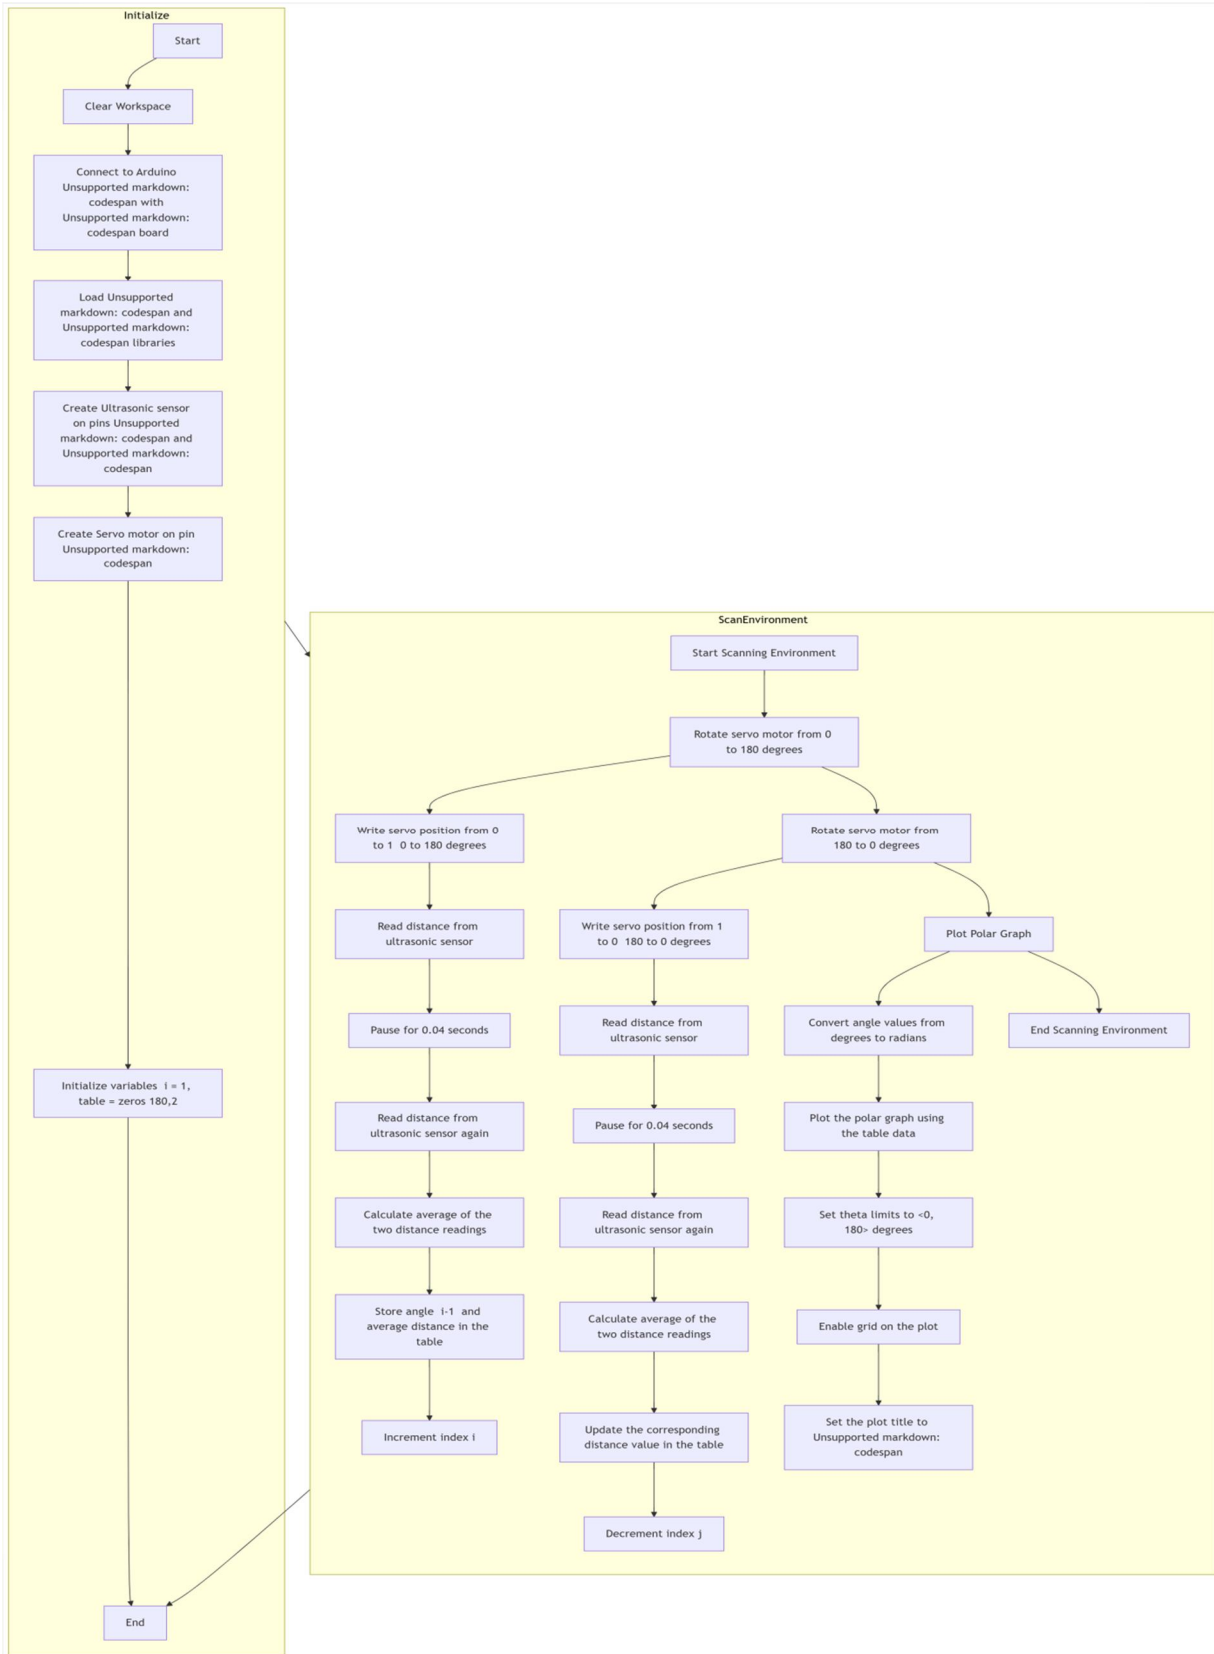 Initialize
Start
Clear Workspace
Connect to Arduino
Unsupported markdown:
codespan with
Unsupported markdown:
codespan board
Load Unsupported
markdown: codespan and
Unsupported markdown:
codespan libraries
Create Ultrasonic sensor
on pins Unsupported
markdown: codespan and
Unsupported markdown:
codespan
Create Servo motor on pin
Unsupported markdown:
codespan
Initialize variables i = 1,
table = zeros 180,2
End
ScanEnvironment
Start Scanning Environment
Rotate servo motor from 0
to 180 degrees
Write servo position from 0
to 1 0 to 180 degrees
Read distance from
ultrasonic sensor
Pause for 0.04 seconds
Read distance from
ultrasonic sensor again
Calculate average of the
two distance readings
Store angle i-1 and
average distance in the
table
Increment index i
Rotate servo motor from
180 to 0 degrees
Write servo position from 1
to 0 180 to 0 degrees
Read distance from
ultrasonic sensor
Pause for 0.04 seconds
Read distance from
ultrasonic sensor again
Calculate average of the
two distance readings
Update the corresponding
distance value in the table
Decrement index j
Plot Polar Graph
Convert angle values from
degrees to radians
Plot the polar graph using
the table data
Set theta limits to <0,
180> degrees
Enable grid on the plot
Set the plot title to
Unsupported markdown:
codespan
End Scanning Environment